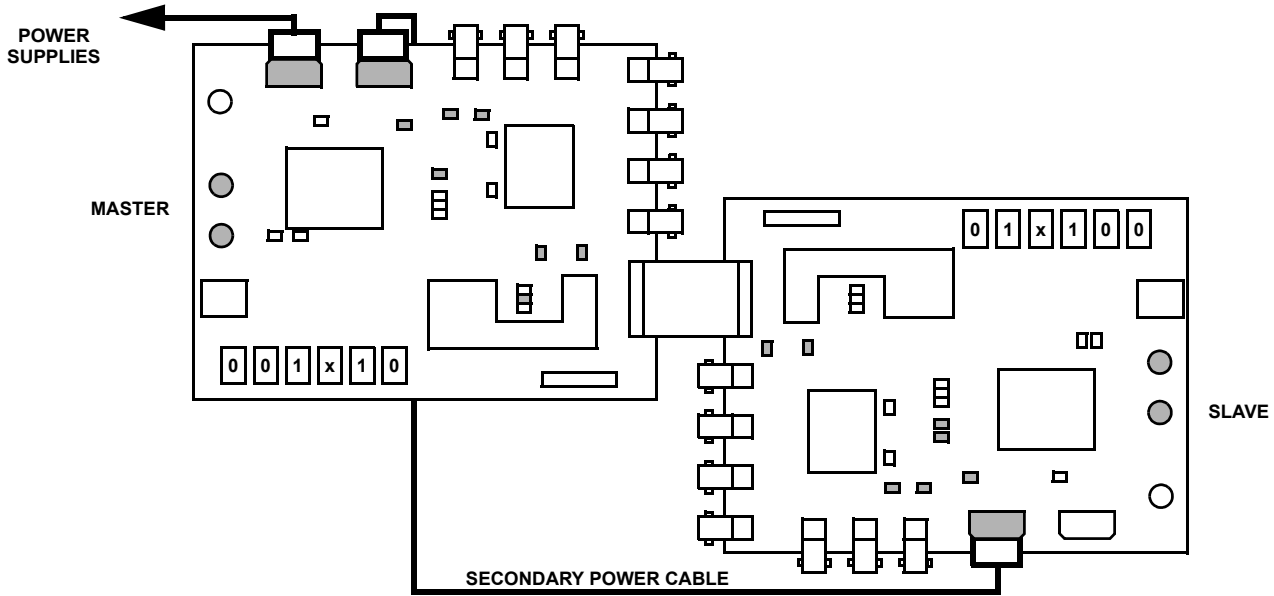 POWER
SUPPLIES
MASTER
0 1 x 1 0 0
0 0 1 x 1 0
SLAVE
SECONDARY POWER CABLE